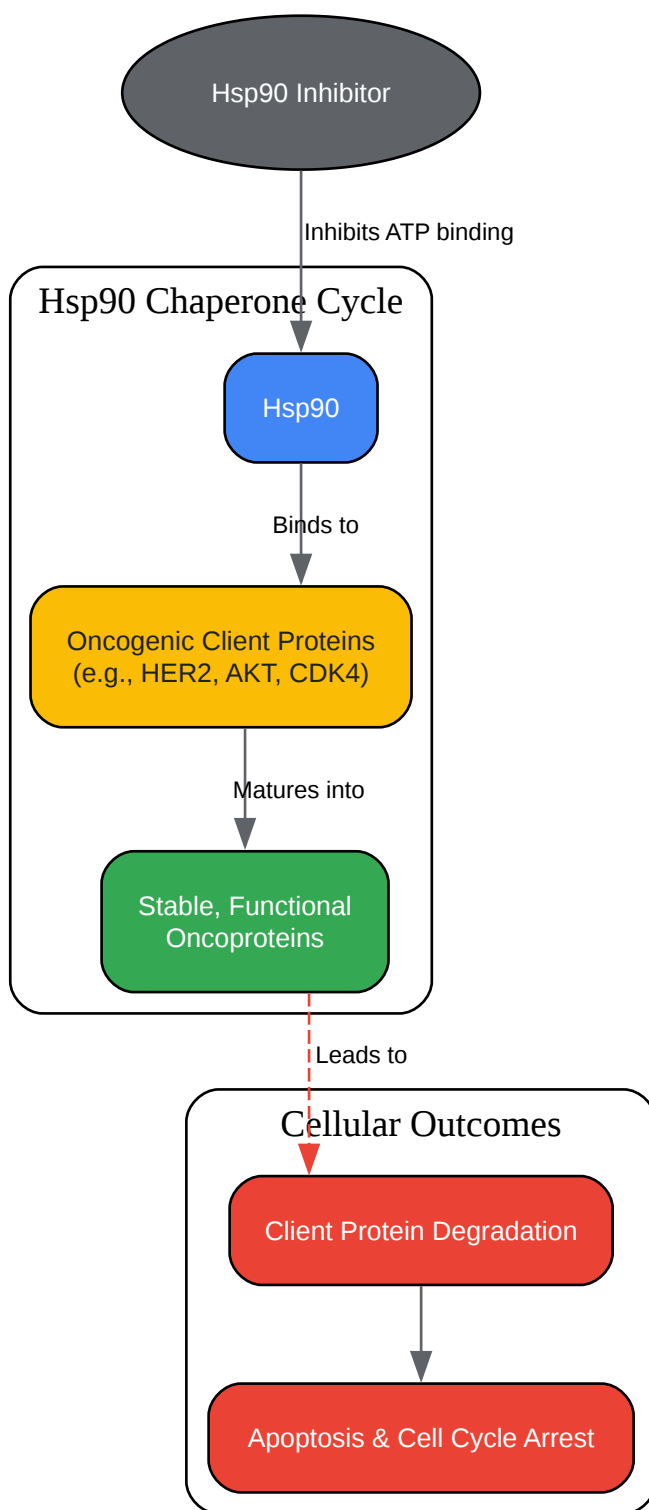 Hsp90 Inhibitor
Inhibits ATP binding
Hsp90 Chaperone Cycle
Hsp90
Binds to
Oncogenic Client Proteins
(e.g., HER2, AKT, CDK4)
Matures into
Stable, Functional
Oncoproteins
Leads to
Cellular Outcomes
Client Protein Degradation
Apoptosis & Cell Cycle Arrest